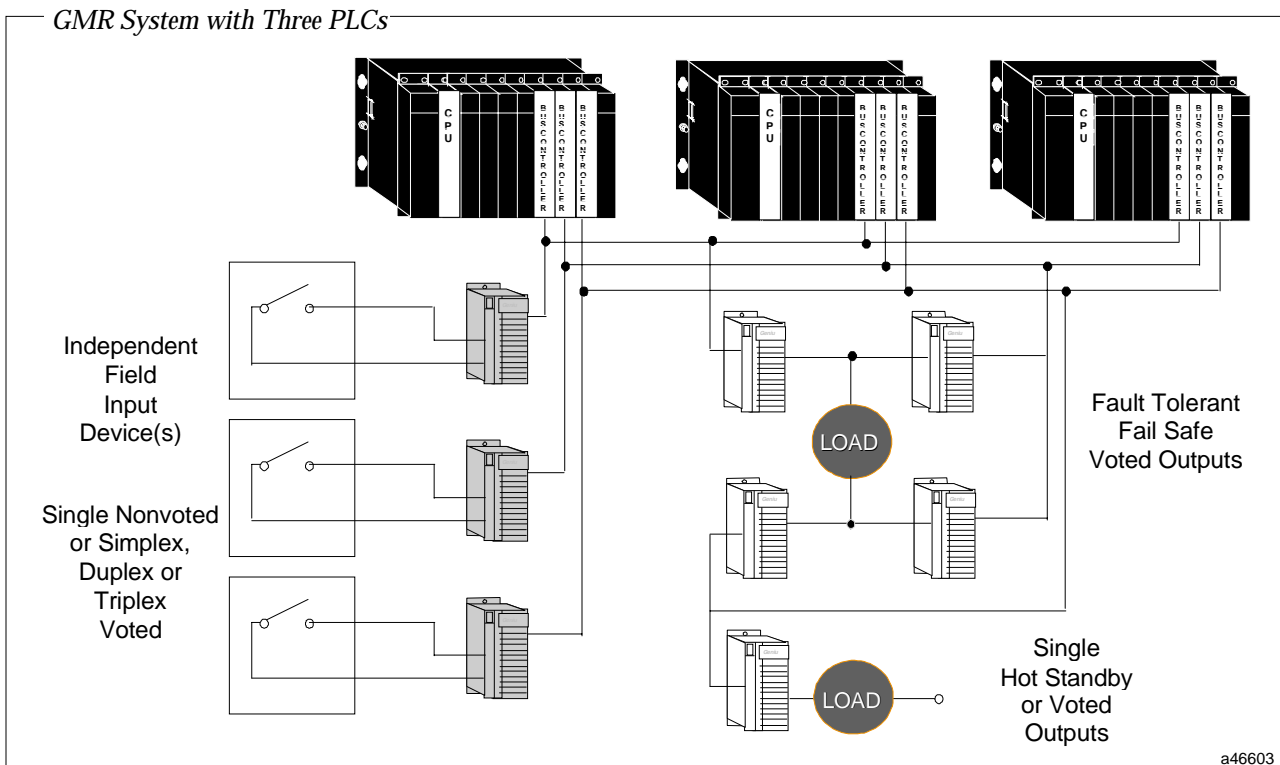 GMR System with Three PLCs
CPU
BUS CONTROLLER
BUS CONTROLLER
BUS CONTROLLER
CPU
BUS CONTROLLER
BUS CONTROLLER
BUS CONTROLLER
CPU
BUS CONTROLLER
BUS CONTROLLER
BUS CONTROLLER
Independent
Field
Input
Device(s)
Single Nonvoted
or Simplex,
Duplex or
Triplex
Voted
LOAD
Fault Tolerant
Fail Safe
Voted Outputs
LOAD
Single
Hot Standby
or Voted
Outputs
a46603